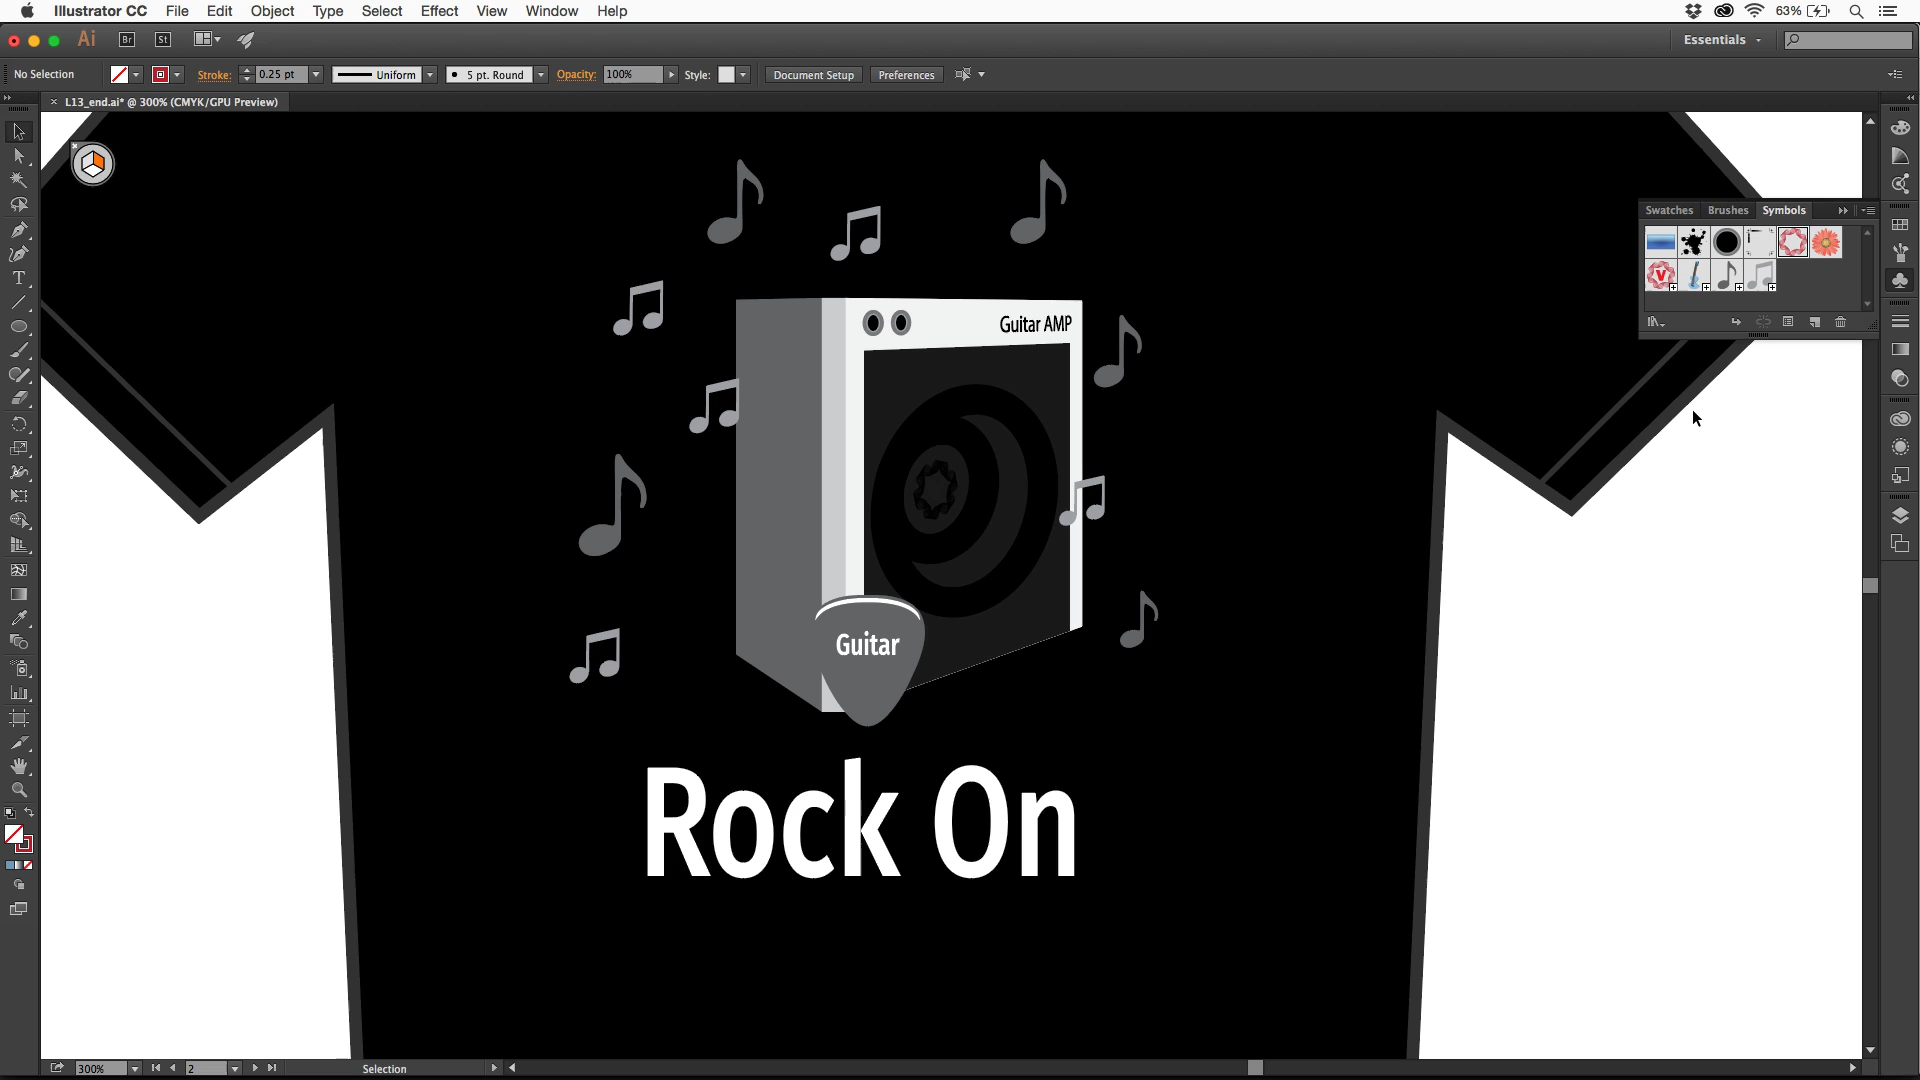 Illustrator CC File Edit Object Type Select Effect View Window Help 63%
Ai Br St Essentials
No Selection Stroke: 0.25 pt Uniform 5 pt. Round Opacity: 100% Style: Document Setup Preferences
× L13_end.ai* @ 300% (CMYK/GPU Preview)
Swatches Brushes Symbols
V
Guitar AMP
Guitar
Rock On
T
300% 2 Selection